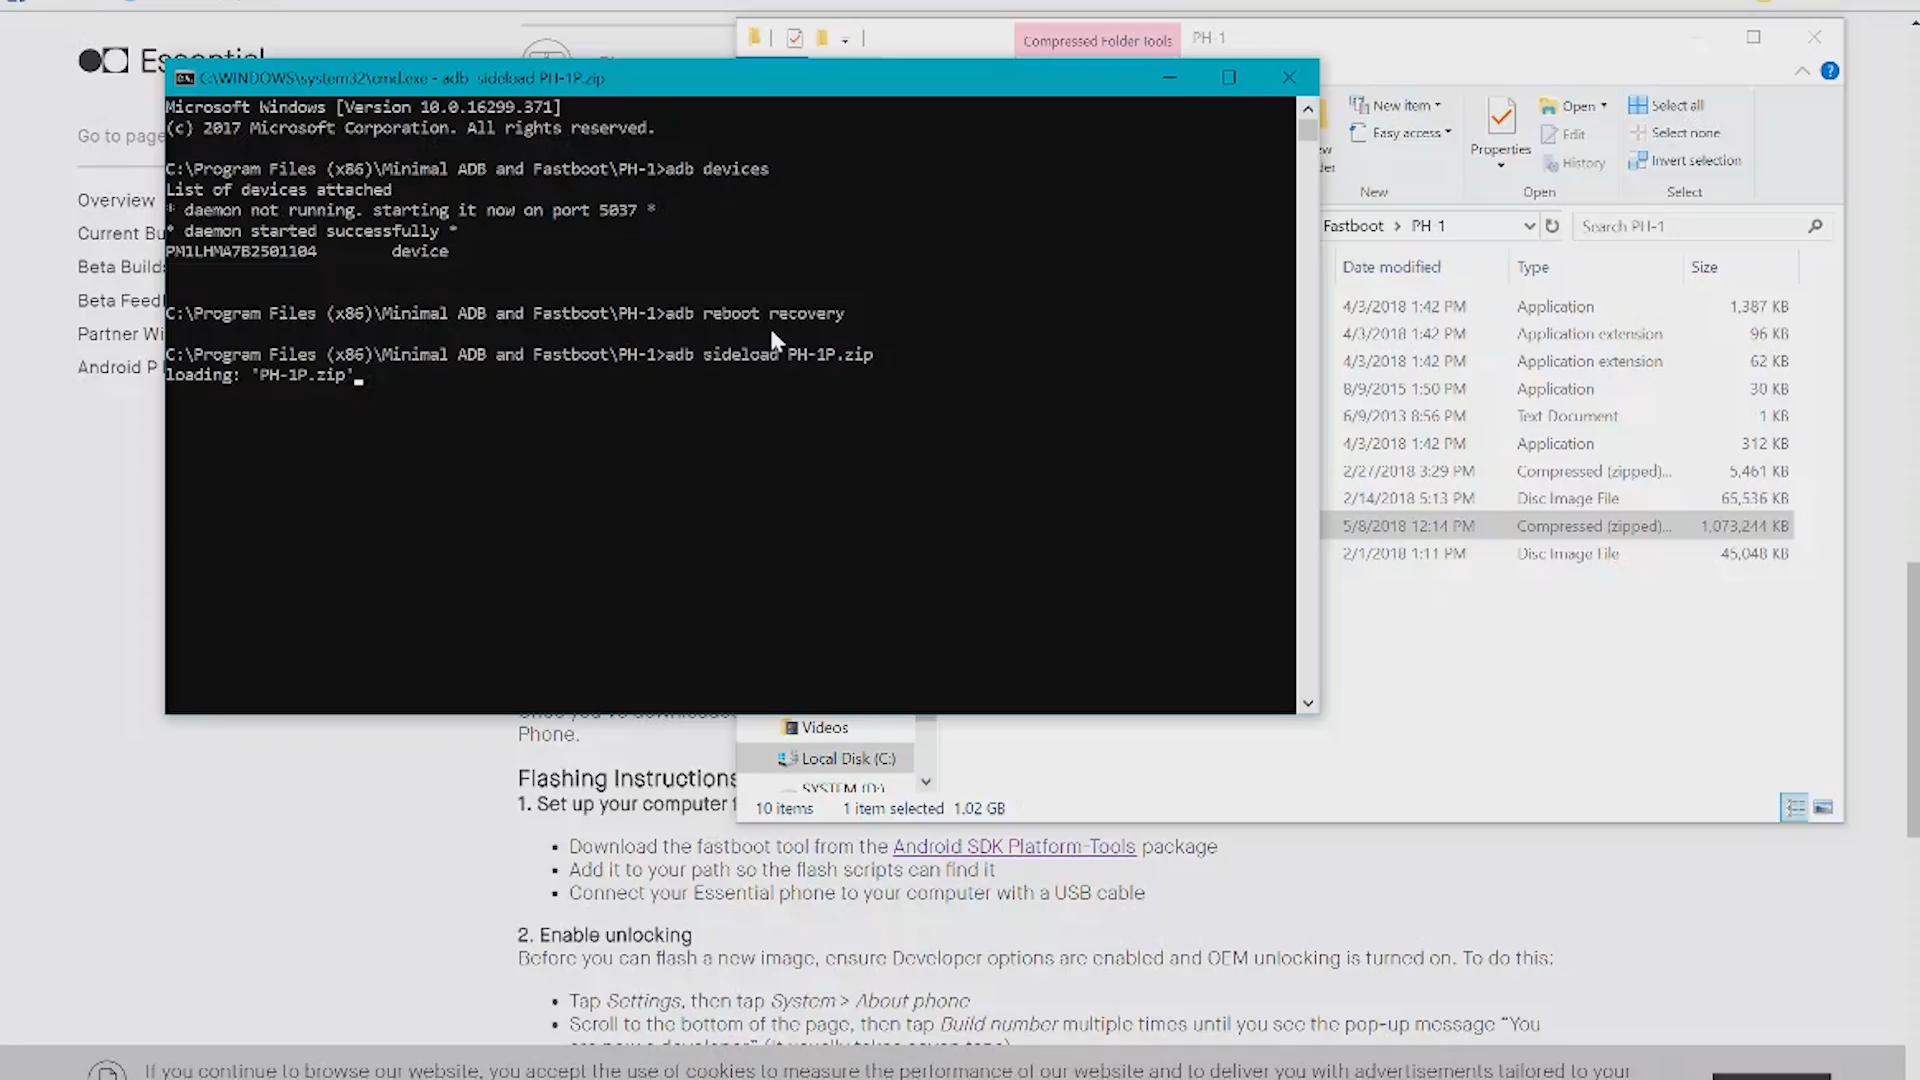 Essential
Compressed Folder Tools
PH-1
C:\WINDOWS\system32\cmd.exe - adb sideload PH-1P.zip
Microsoft Windows [Version 10.0.16299.371]
(c) 2017 Microsoft Corporation. All rights reserved.
C:\Program Files (x86)\Minimal ADB and Fastboot\PH-1>adb devices
List of devices attached
* daemon not running. starting it now on port 5037 *
* daemon started successfully *
PM1LHMA7B2501104 device
C:\Program Files (x86)\Minimal ADB and Fastboot\PH-1>adb reboot recovery
C:\Program Files (x86)\Minimal ADB and Fastboot\PH-1>adb sideload PH-1P.zip
loading: 'PH-1P.zip'
Go to page
Overview
Current Bu
Beta Build
Beta Feed
Partner Wi
Android P
New item
Easy access
New
Properties
Open
Edit
History
Open
Select all
Select none
Invert selection
Select
Fastboot > PH-1
Search PH-1
Date modified Type Size
4/3/2018 1:42 PM Application 1,387 KB
4/3/2018 1:42 PM Application extension 96 KB
4/3/2018 1:42 PM Application extension 62 KB
8/9/2015 1:50 PM Application 30 KB
6/9/2013 8:56 PM Text Document 1 KB
4/3/2018 1:42 PM Application 312 KB
2/27/2018 3:29 PM Compressed (zipped)... 5,461 KB
2/14/2018 5:13 PM Disc Image File 65,536 KB
5/8/2018 12:14 PM Compressed (zipped)... 1,073,244 KB
2/1/2018 1:11 PM Disc Image File 45,048 KB
Videos
Local Disk (C:)
SYSTEM (D:)
10 items 1 item selected 1.02 GB
Phone.
Flashing Instructions
1. Set up your computer f
Download the fastboot tool from the Android SDK Platform-Tools package
Add it to your path so the flash scripts can find it
Connect your Essential phone to your computer with a USB cable
2. Enable unlocking
Before you can flash a new image, ensure Developer options are enabled and OEM unlocking is turned on. To do this:
Tap Settings, then tap System > About phone
Scroll to the bottom of the page, then tap Build number multiple times until you see the pop-up message “You
If you continue to browse our website, you accept the use of cookies to measure the performance of our website and to deliver you with advertisements tailored to your